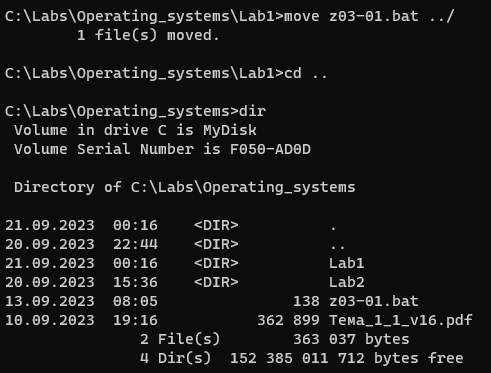 C:\Labs\Operating_systems\Lab1>move z03-01.bat ../
        1 file(s) moved.
C:\Labs\Operating_systems\Lab1>cd ..
C:\Labs\Operating_systems>dir
 Volume in drive C is MyDisk
 Volume Serial Number is F050-AD0D
 Directory of C:\Labs\Operating_systems
21.09.2023  00:16    <DIR>          .
20.09.2023  22:44    <DIR>          ..
21.09.2023  00:16    <DIR>          Lab1
20.09.2023  15:36    <DIR>          Lab2
13.09.2023  08:05               138 z03-01.bat
10.09.2023  19:16           362 899 Тема_1_1_v16.pdf
               2 File(s)        363 037 bytes
               4 Dir(s)  152 385 011 712 bytes free